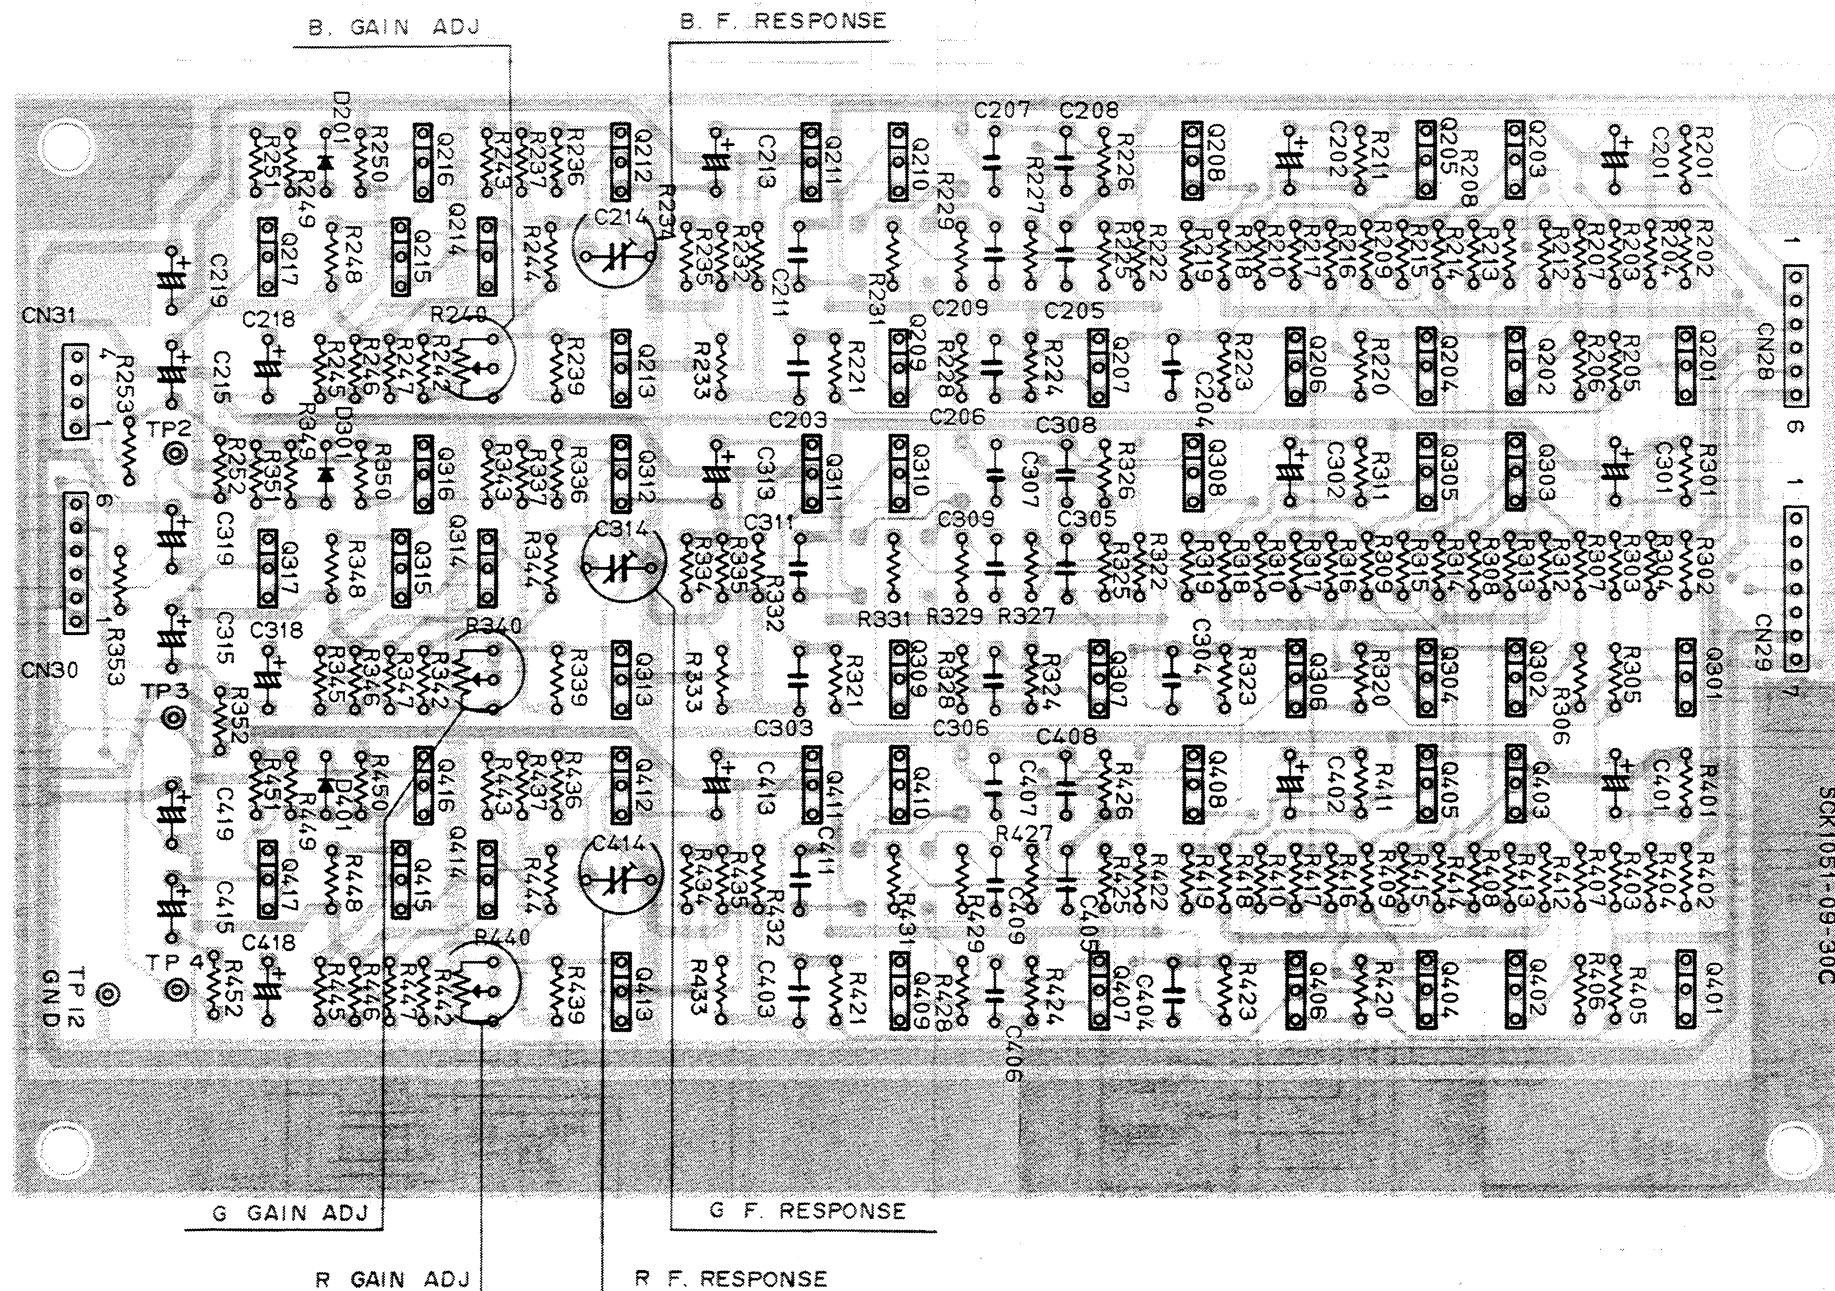 B. GAIN ADJ
B. F. RESPONSE
D201
C207
C208
R251
R249
R250
Q216
R243
R237
R236
Q212
C213
Q211
Q210
R227
R226
Q208
C202
R211
Q205
R208
Q203
C201
R201
C219
Q217
R248
Q215
Q214
R244
C214
R234
R235
R232
C211
R231
R229
R225
R222
R219
R218
R210
R217
R216
R209
R215
R214
R213
R212
R207
R203
R204
R202
1
CN31
C218
R240
C209
C205
4
R253
C215
R245
R246
R247
R242
R239
Q213
R233
R221
Q209
R228
R224
Q207
C204
R223
Q206
R220
Q204
Q202
R206
R205
Q201
CN28
1
TP2
C203
C206
C308
6
R252
R351
R349
D301
R350
Q316
R343
R337
R336
Q312
C313
Q311
Q310
C307
R326
Q308
C302
R311
Q305
Q303
C301
R301
1
6
C319
Q317
R348
Q315
Q314
R344
C314
R334
R335
C311
R332
C309
C305
R325
R322
R319
R318
R310
R317
R316
R309
R315
R314
R308
R313
R312
R307
R303
R304
R302
1
R331
R329
R327
CN30
R353
C315
C318
R340
R345
R346
R347
R342
R339
Q313
R333
R321
Q309
R328
R324
Q307
C304
R323
Q306
R320
Q304
Q302
R306
R305
Q301
CN29
7
TP3
R352
C303
C306
C408
C419
R451
R449
D401
R450
Q416
R443
R437
R436
Q412
C413
Q411
Q410
C407
R426
Q408
C402
R411
Q405
Q403
C401
R401
SCK1051-09-30C
R427
C415
Q417
R448
Q415
Q414
R444
C414
R434
R435
R432
C411
R431
R429
C409
C405
R425
R422
R419
R418
R410
R417
R416
R409
R415
R414
R408
R413
R412
R407
R403
R404
R402
TP4
C418
R440
TP12
GND
R452
R445
R446
R447
R442
R439
Q413
R433
C403
R421
Q409
R428
C406
R424
Q407
C404
R423
Q406
R420
Q404
Q402
R406
R405
Q401
G GAIN ADJ
G F. RESPONSE
R GAIN ADJ
R F. RESPONSE